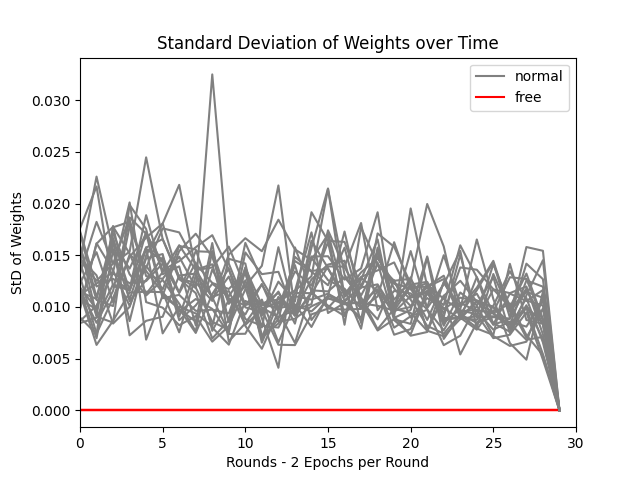 Standard Deviation of Weights over Time
normal
free
0.030
0.025
0.020
0.015
0.010
0.005
0.000
StD of Weights
0 5 10 15 20 25 30
Rounds - 2 Epochs per Round